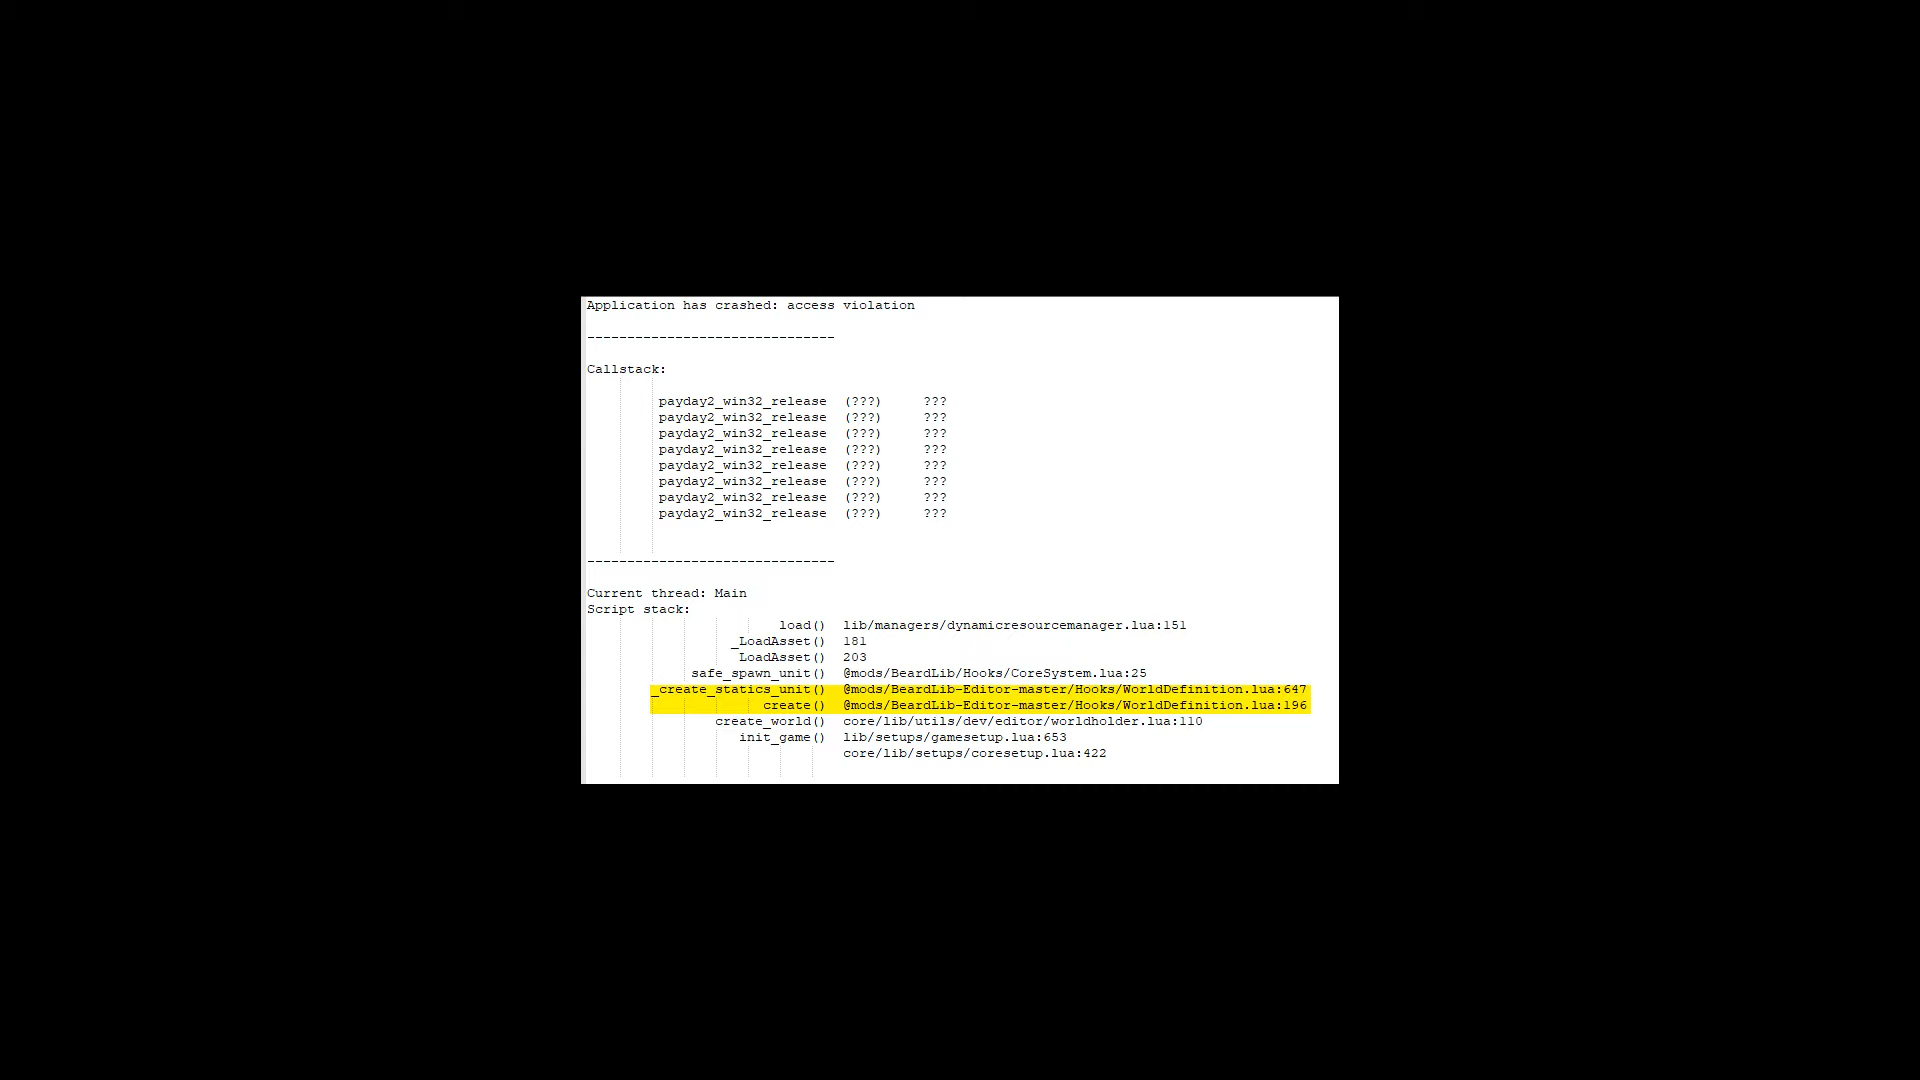 Application has crashed: access violation
-------------------------------
Callstack:
payday2_win32_release (???) ???
payday2_win32_release (???) ???
payday2_win32_release (???) ???
payday2_win32_release (???) ???
payday2_win32_release (???) ???
payday2_win32_release (???) ???
payday2_win32_release (???) ???
payday2_win32_release (???) ???
-------------------------------
Current thread: Main
Script stack:
load() lib/managers/dynamicresourcemanager.lua:151
_LoadAsset() 181
LoadAsset() 203
safe_spawn_unit() @mods/BeardLib/Hooks/CoreSystem.lua:25
_create_statics_unit() @mods/BeardLib-Editor-master/Hooks/WorldDefinition.lua:647
create() @mods/BeardLib-Editor-master/Hooks/WorldDefinition.lua:196
create_world() core/lib/utils/dev/editor/worldholder.lua:110
init_game() lib/setups/gamesetup.lua:653
core/lib/setups/coresetup.lua:422